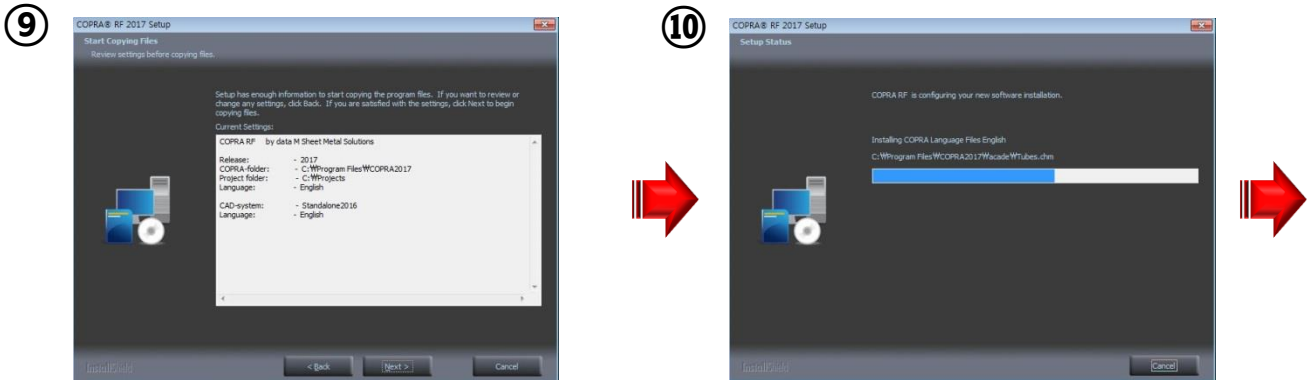 ⑨
COPRA® RF 2017 Setup
Start Copying Files
Review settings before copying files.
Setup has enough information to start copying the program files. If you want to review or
change any settings, click Back. If you are satisfied with the settings, click Next to begin
copying files.
Current Settings:
COPRA RF by data M Sheet Metal Solutions
Release: - 2017
COPRA-folder: - C:₩Program Files₩COPRA2017
Project folder: - C:₩Projects
Language: - English
CAD-system: - Standalone2016
Language: - English
InstallShield
< Back
Next >
Cancel
⑩
COPRA® RF 2017 Setup
Setup Status
COPRA RF is configuring your new software installation.
Installing COPRA Language Files English
C:₩Program Files₩COPRA2017₩acade₩Tubes.chm
InstallShield
Cancel